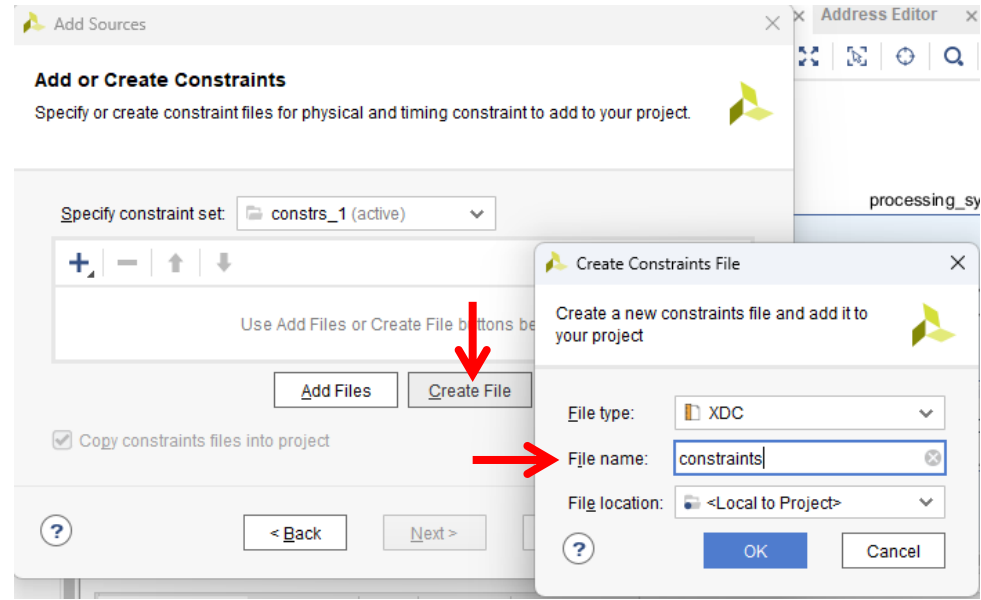 Add Sources
Address Editor
Add or Create Constraints
Specify or create constraint files for physical and timing constraint to add to your project.
processing_sy
Specify constraint set: constrs_1 (active)
Use Add Files or Create File buttons be
Add Files
Create File
Copy constraints files into project
? < Back Next >
Create Constraints File
Create a new constraints file and add it to
your project
File type: XDC
File name: constraints
File location: <Local to Project>
? OK Cancel